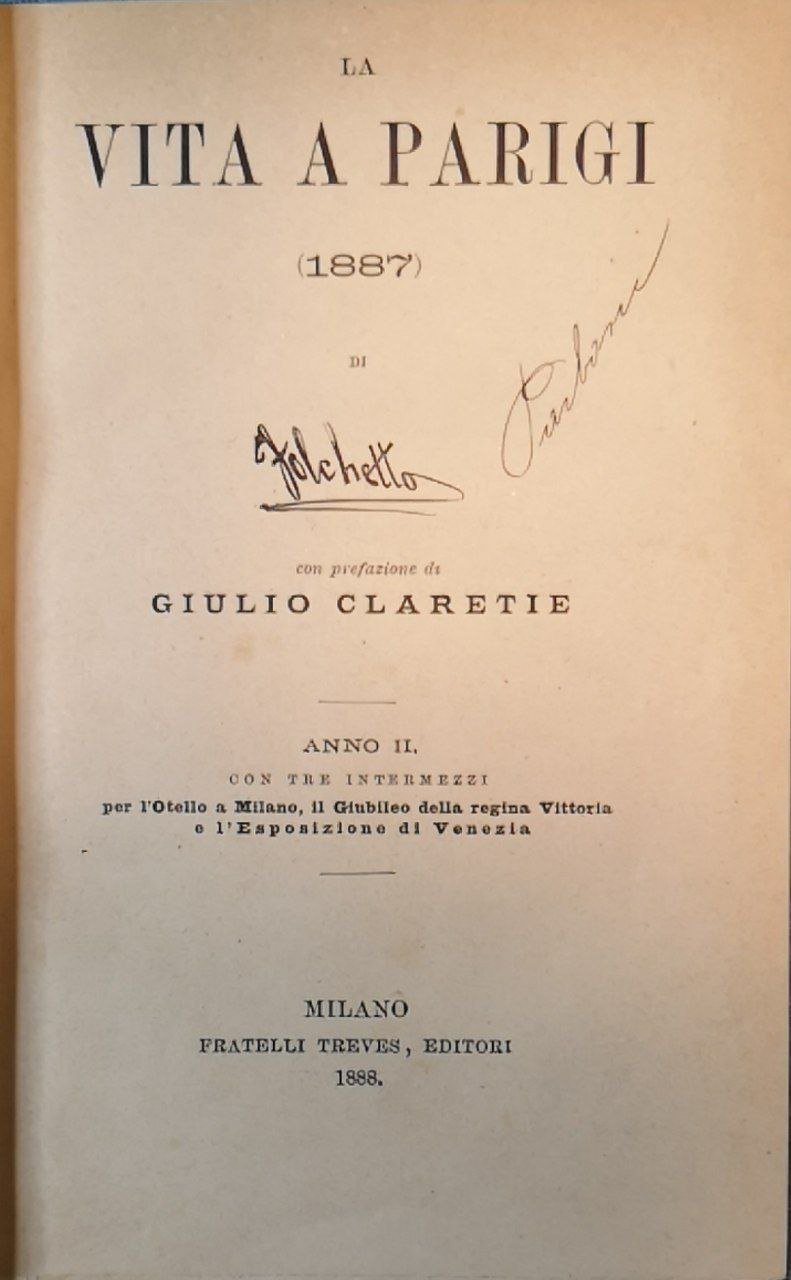 LA
VITA A PARIGI
(1887)
DI
Folchetto
con prefazione di
GIULIO CLARETIE
ANNO II.
CON TRE INTERMEZZI
per l'Otello a Milano, il Giubileo della regina Vittoria
e l'Esposizione di Venezia
MILANO
FRATELLI TREVES, EDITORI
1888.